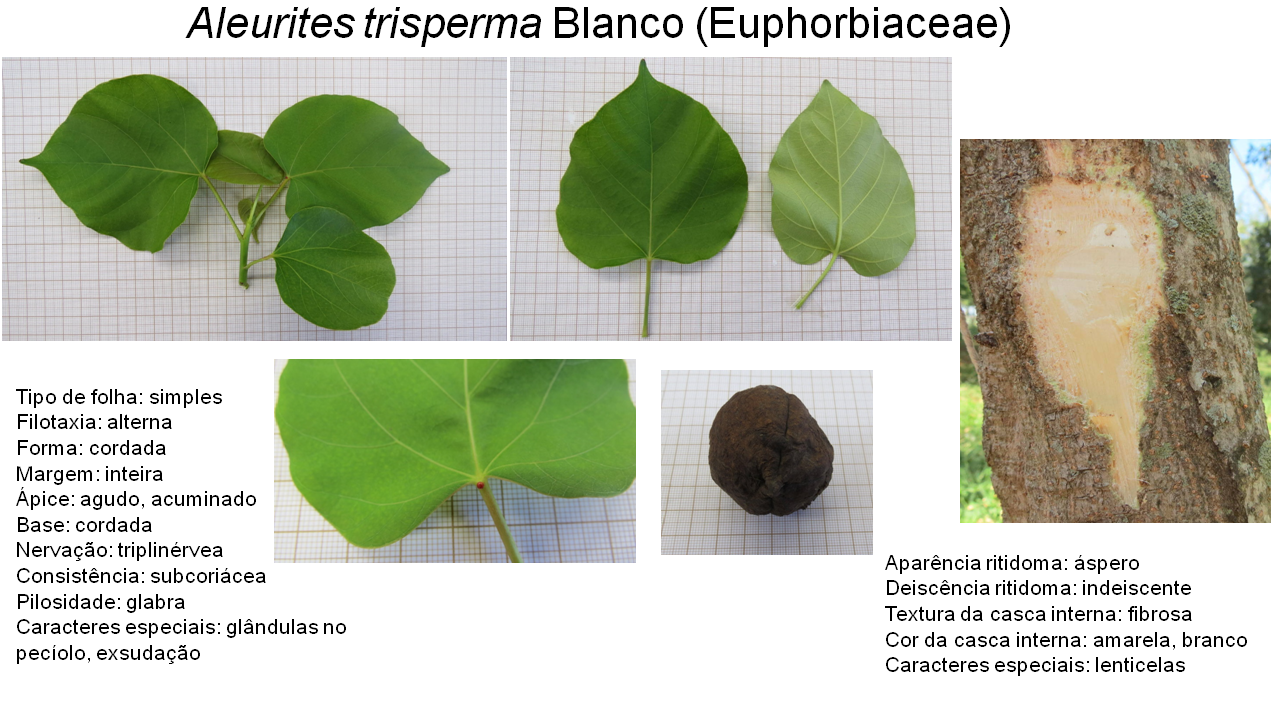 Aleurites trisperma Blanco (Euphorbiaceae)
Tipo de folha: simples
Filotaxia: alterna
Forma: cordada
Margem: inteira
Ápice: agudo, acuminado
Base: cordada
Nervação: triplinérvea
Consistência: subcoriácea
Pilosidade: glabra
Caracteres especiais: glândulas no
pecíolo, exsudação
Aparência ritidoma: áspero
Deiscência ritidoma: indeiscente
Textura da casca interna: fibrosa
Cor da casca interna: amarela, branco
Caracteres especiais: lenticelas